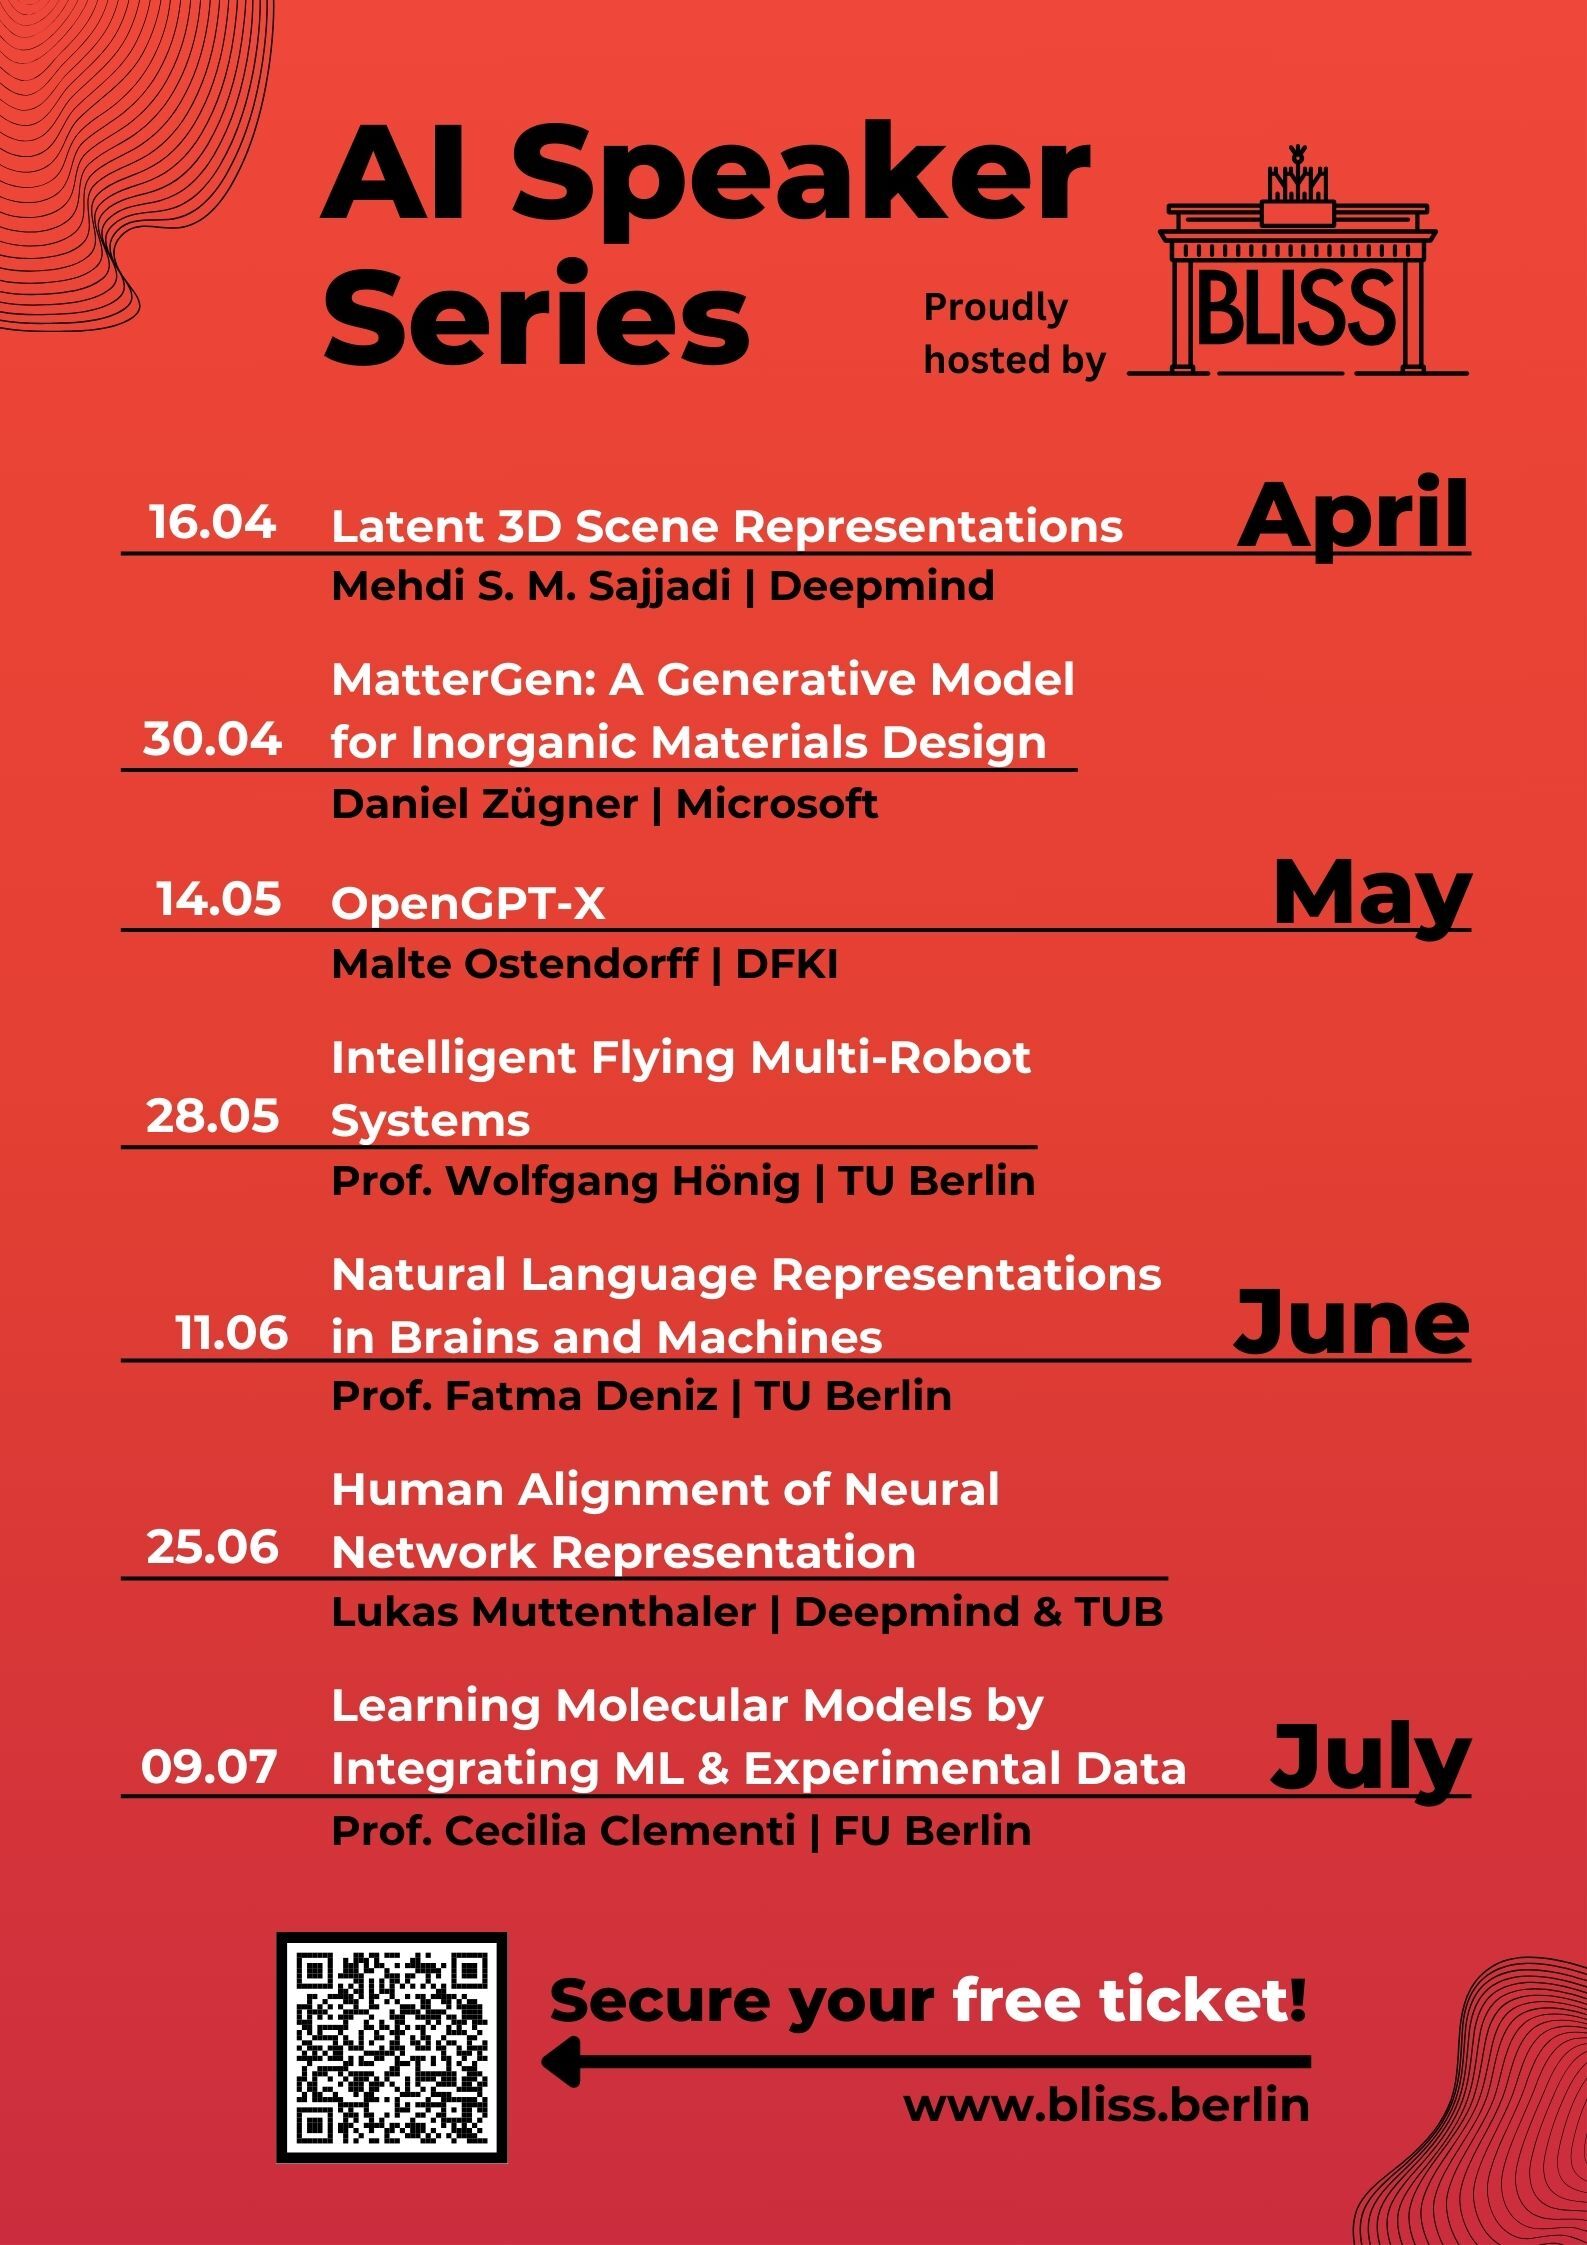 AI Speaker
Series
Proudly
hosted by
BLISS
April
16.04 Latent 3D Scene Representations
Mehdi S. M. Sajjadi | Deepmind
MatterGen: A Generative Model
30.04 for Inorganic Materials Design
Daniel Zügner | Microsoft
May
14.05 OpenGPT-X
Malte Ostendorff | DFKI
Intelligent Flying Multi-Robot
28.05 Systems
Prof. Wolfgang Hönig | TU Berlin
Natural Language Representations
June
11.06 in Brains and Machines
Prof. Fatma Deniz | TU Berlin
Human Alignment of Neural
25.06 Network Representation
Lukas Muttenthaler | Deepmind & TUB
Learning Molecular Models by
July
09.07 Integrating ML & Experimental Data
Prof. Cecilia Clementi | FU Berlin
Secure your free ticket!
www.bliss.berlin